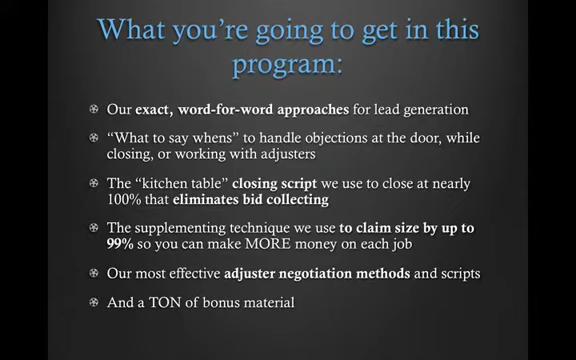 What you're going to get in this
program:
Our exact, word-for-word approaches for lead generation
“What to say whens” to handle objections at the door, while
closing, or working with adjusters
The “kitchen table” closing script we use to close at nearly
100% that eliminates bid collecting
The supplementing technique we use to claim size by up to
99% so you can make MORE money on each job
Our most effective adjuster negotiation methods and scripts
And a TON of bonus material